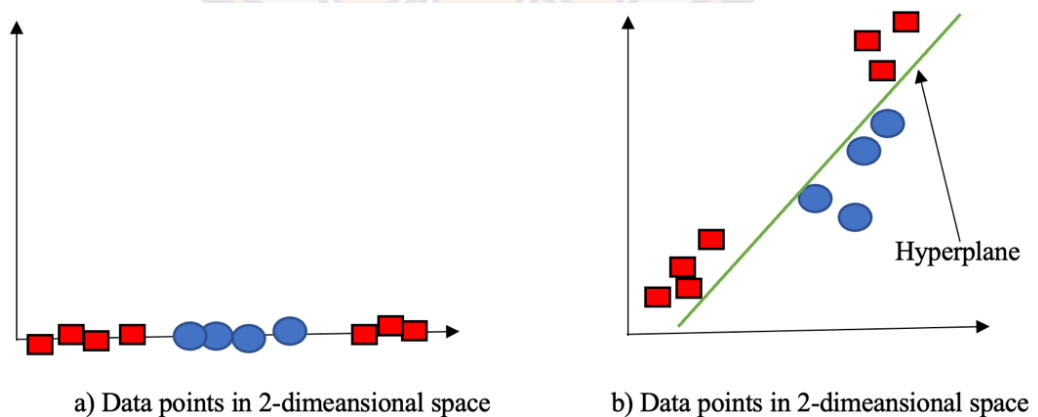 Hyperplane
a) Data points in 2-dimeansional space
b) Data points in 2-dimeansional space